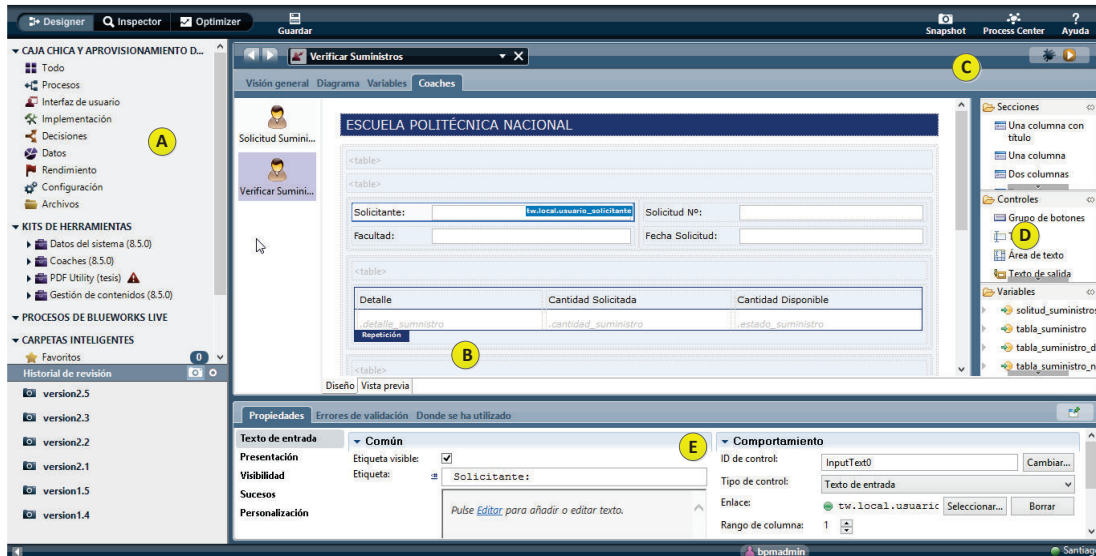 Designer Inspector Optimizer
Guardar
Snapshot Process Center Ayuda
CAJA CHICA Y APROVISIONAMIENTO D...
Todo
Procesos
Interfaz de usuario
Implementación
Decisiones
Datos
Rendimiento
Configuración
Archivos
A
KITS DE HERRAMIENTAS
Datos del sistema (8.5.0)
Coaches (8.5.0)
PDF Utility (tesis)
Gestión de contenidos (8.5.0)
PROCESOS DE BLUEWORKS LIVE
CARPETAS INTELIGENTES
Favoritos 0
Historial de revisión
version2.5
version2.3
version2.2
version2.1
version1.5
version1.4
Verificar Suministros
C
Visión general Diagrama Variables Coaches
Solicitud Sumini...
Verificar Sumini...
ESCUELA POLITÉCNICA NACIONAL
<table>
<table>
Solicitante: tw.local.usuario_solicitante Solicitud Nº:
Facultad: Fecha Solicitud:
<table>
Detalle Cantidad Solicitada Cantidad Disponible
.detalle_sumnistro .cantidad_suministro .estado_suministro
Repetición
B
<table>
Diseño Vista previa
Secciones
Una columna con título
Una columna
Dos columnas
Controles
Grupo de botones
D
Área de texto
Texto de salida
Variables
solitud_suministros
tabla_suministro
tabla_suministro_d
tabla_suministro_n
Propiedades Errores de validación Donde se ha utilizado
Texto de entrada
Presentación
Visibilidad
Sucesos
Personalización
Común
E
Etiqueta visible:
Etiqueta: Solicitante:
Pulse Editar para añadir o editar texto.
Comportamiento
ID de control: InputText0 Cambiar...
Tipo de control: Texto de entrada
Enlace: tw.local.usuaric Seleccionar... Borrar
Rango de columna: 1
bpmadmin
Santiag